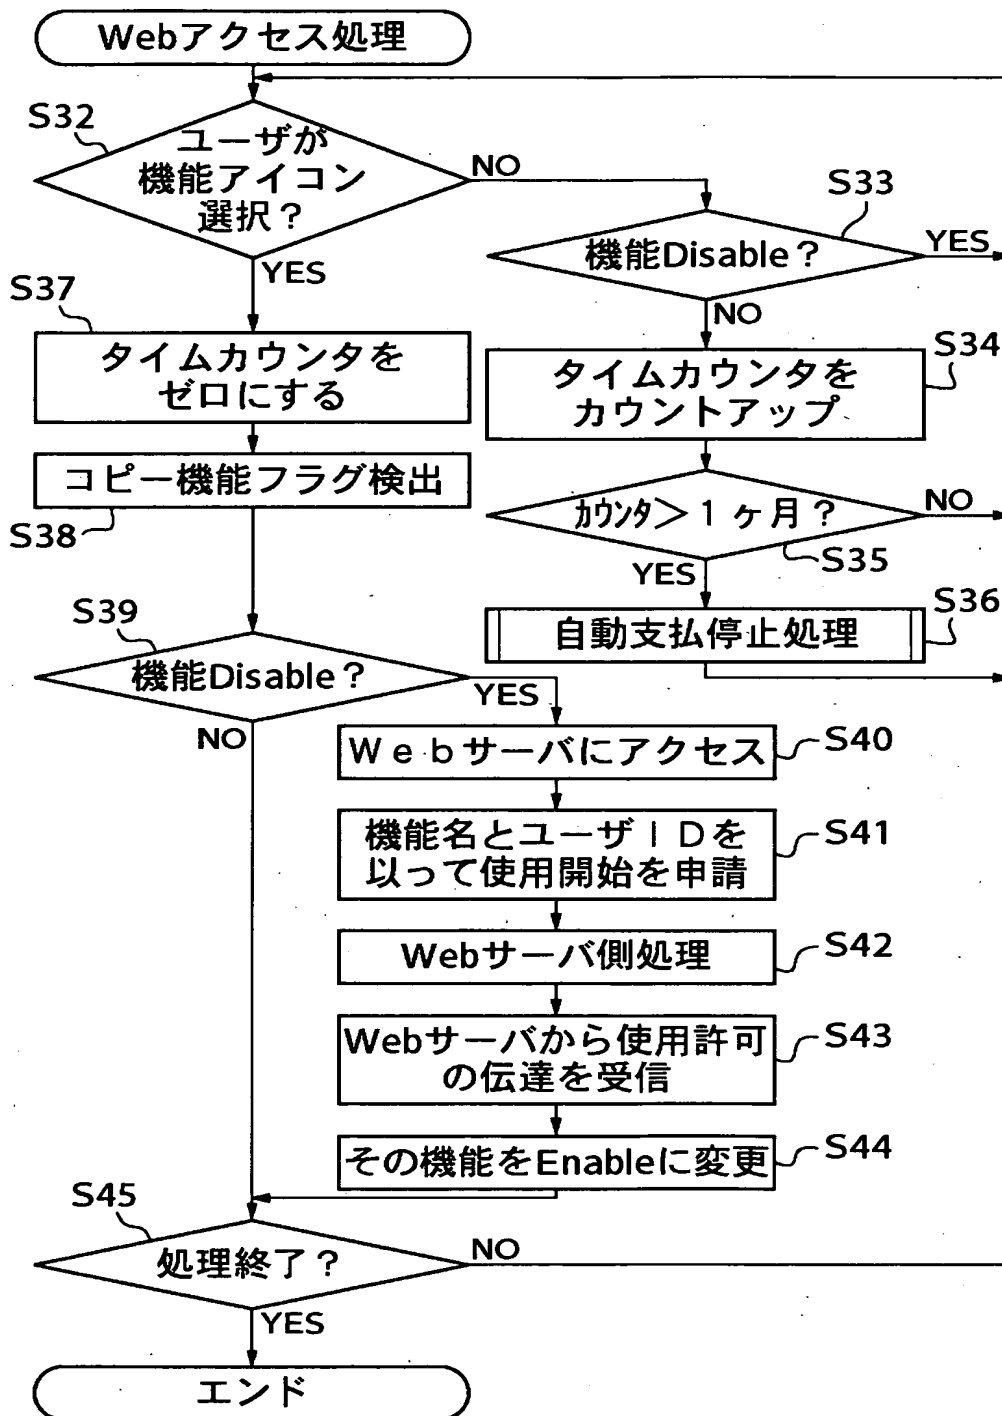 Webアクセス処理
S32
ユーザが
機能アイコン
選択？
NO
YES
S33
機能Disable？
YES
NO
S37
タイムカウンタを
ゼロにする
S34
タイムカウンタを
カウントアップ
コピー機能フラグ検出
S38
ｶｳﾝﾀ＞１ヶ月？
NO
S35
YES
S36
自動支払停止処理
S39
機能Disable？
YES
NO
Ｗｅｂサーバにアクセス
S40
機能名とユーザＩＤを
以って使用開始を申請
S41
Webサーバ側処理
S42
Webサーバから使用許可
の伝達を受信
S43
その機能をEnableに変更
S44
S45
処理終了？
NO
YES
エンド